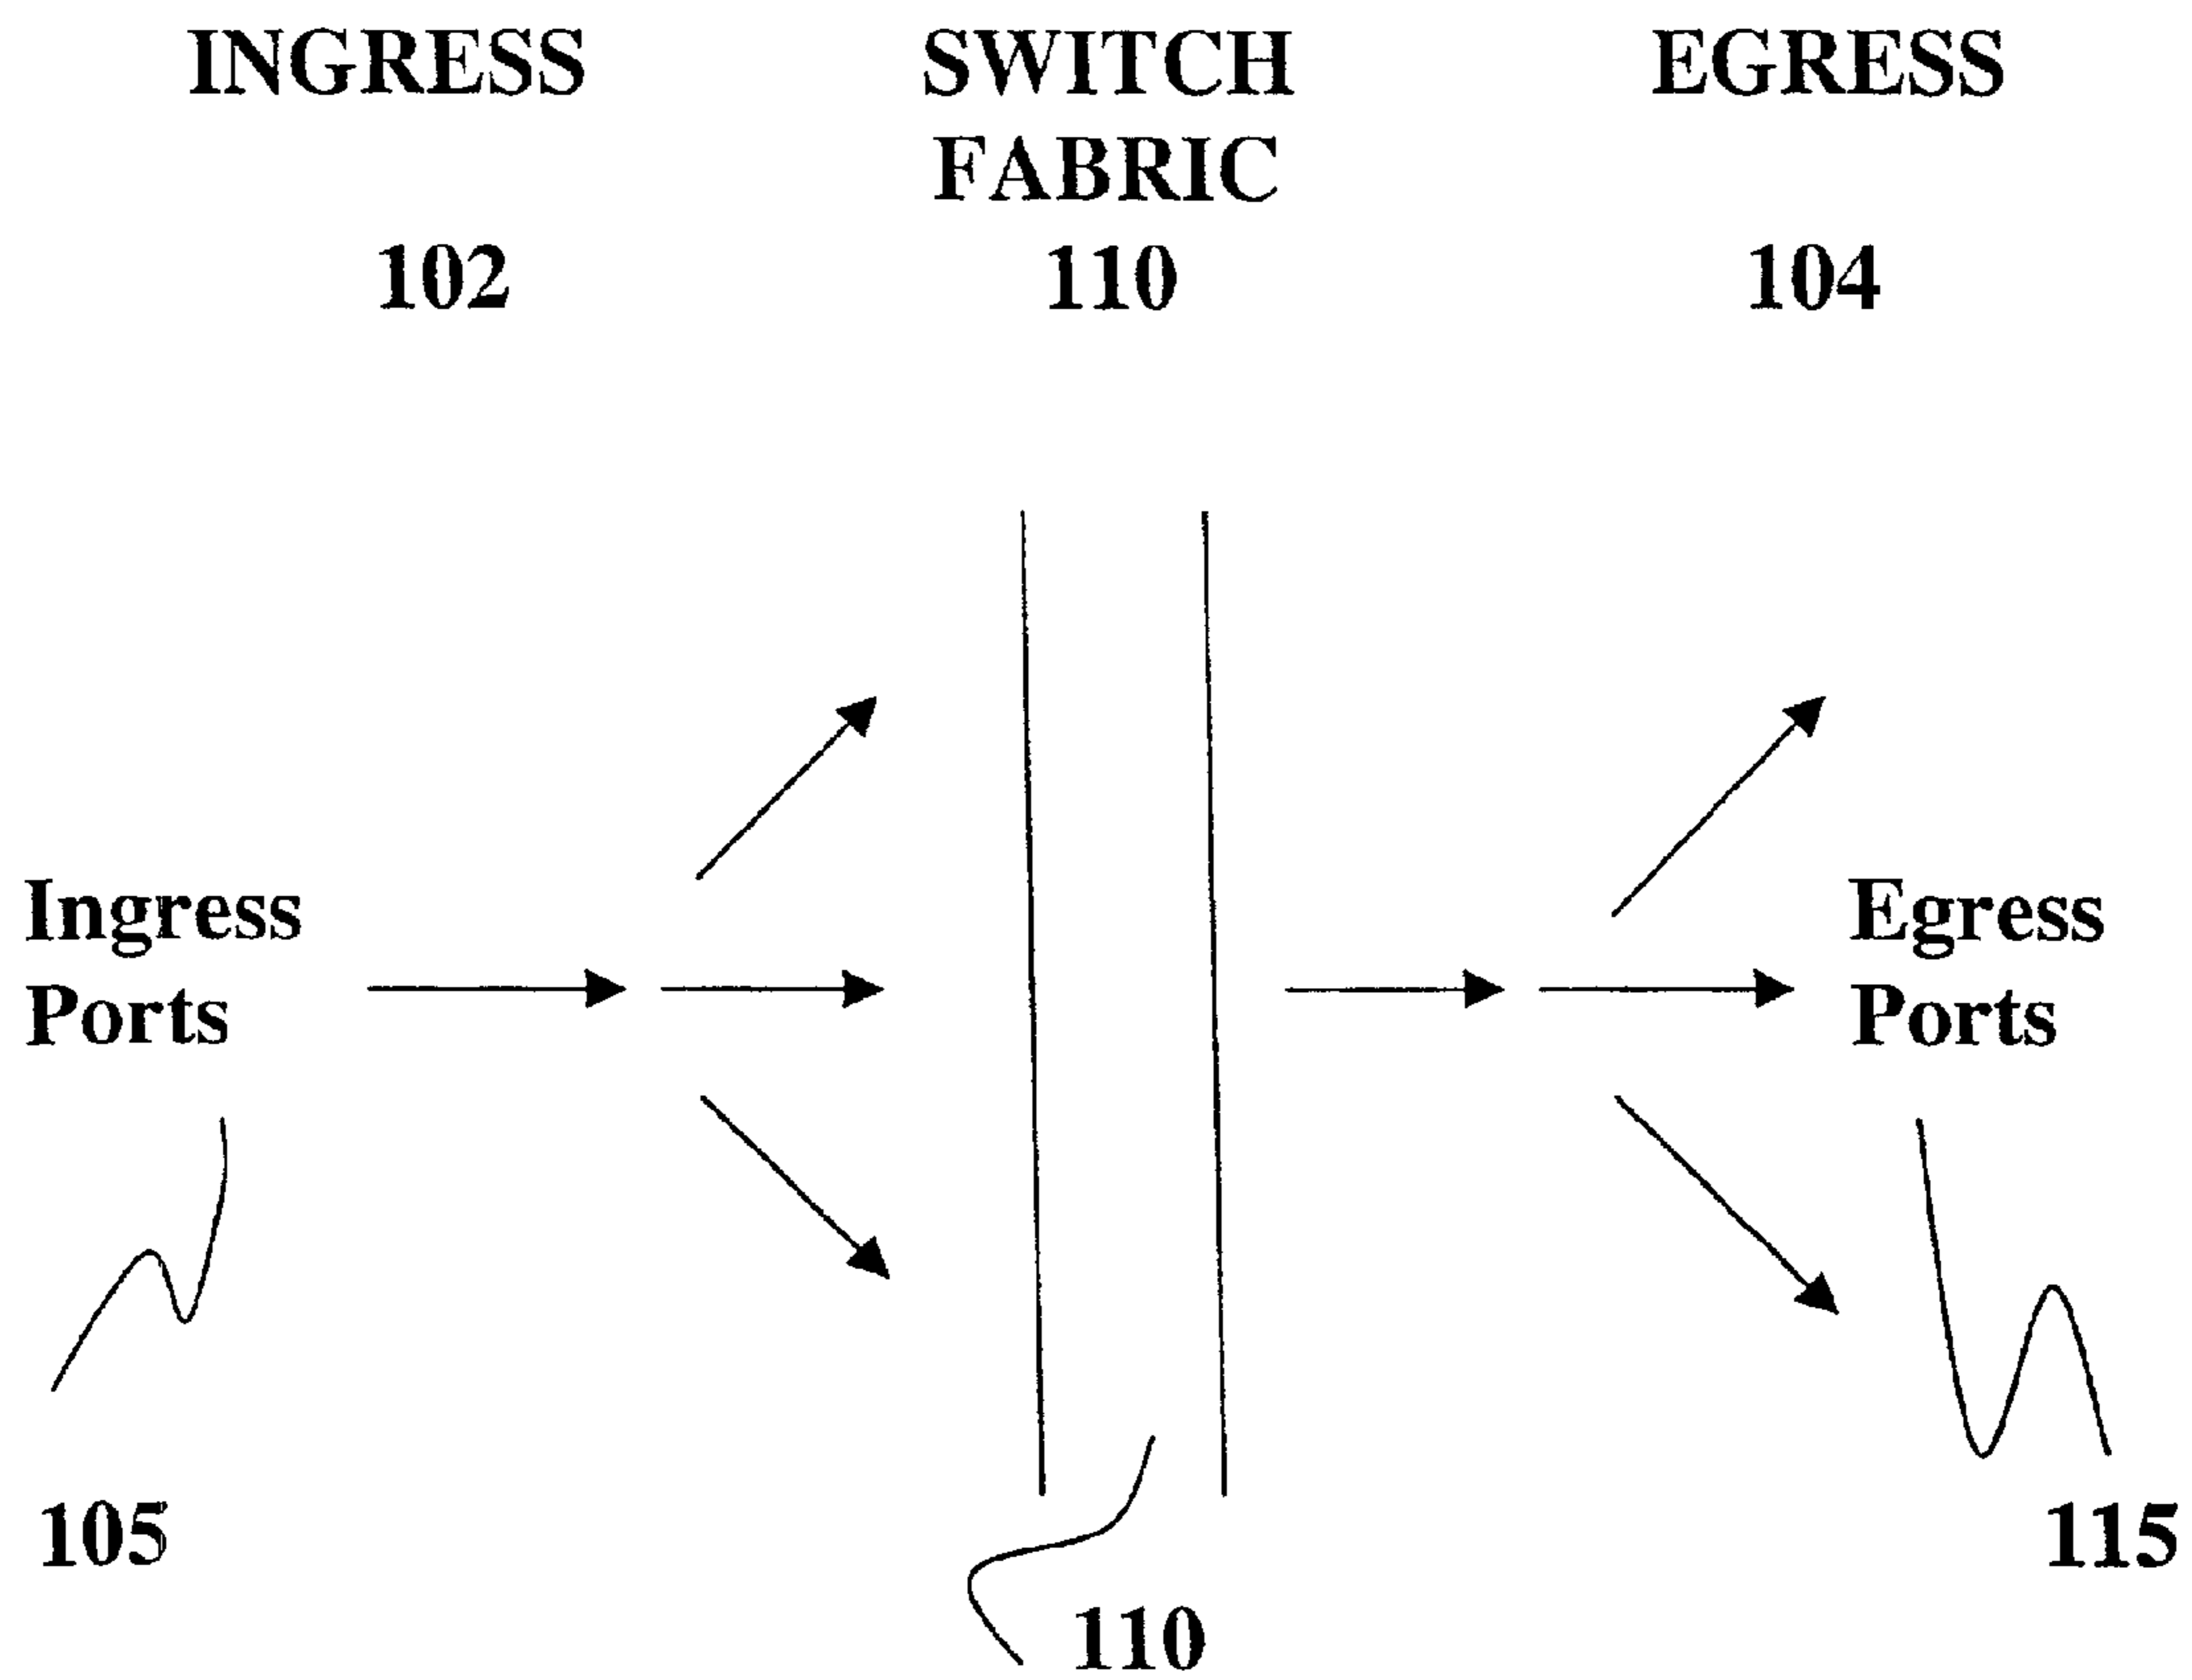 INGRESS
SWITCH
EGRESS
FABRIC
102
110
104
Ingress
Ports
Egress
Ports
105
115
110